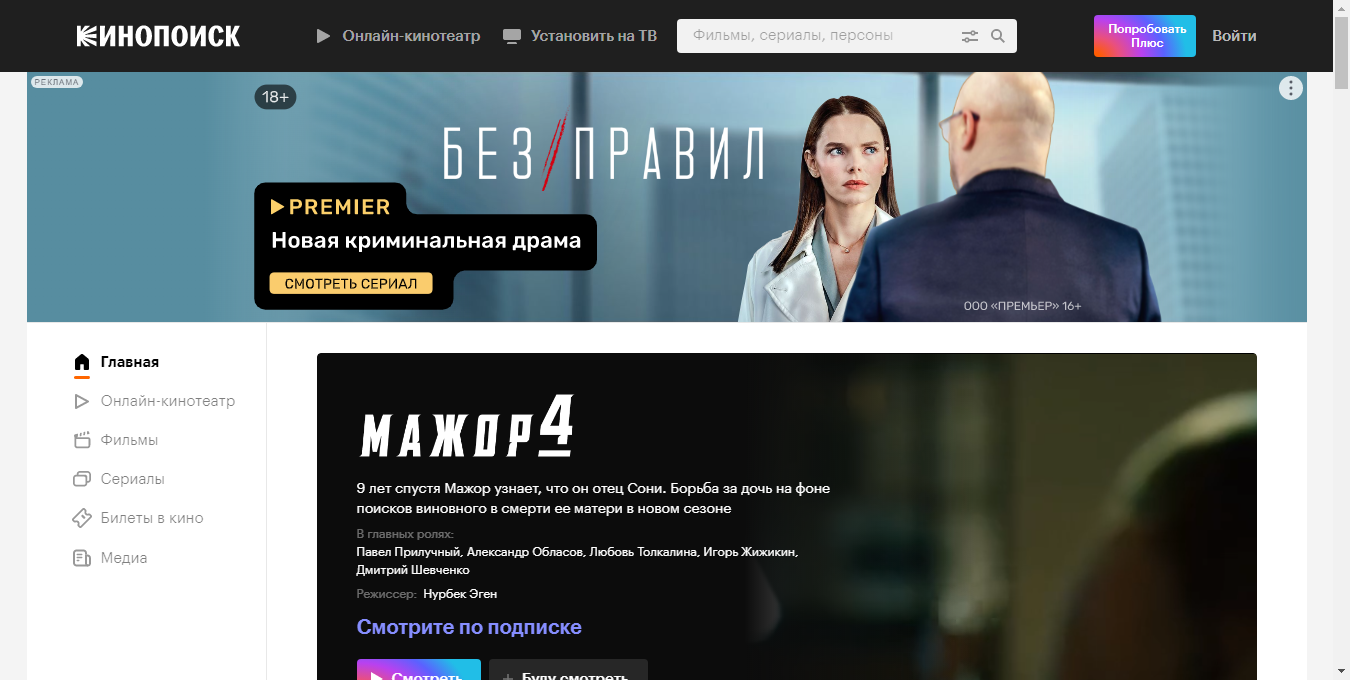 КИНОПОИСК
Онлайн-кинотеатр
Установить на ТВ
Фильмы, сериалы, персоны
Попробовать
Плюс
Войти
РЕКЛАМА
18+
БЕЗ/ПРАВИЛ
PREMIER
Новая криминальная драма
СМОТРЕТЬ СЕРИАЛ
ООО «ПРЕМЬЕР» 16+
Главная
Онлайн-кинотеатр
Фильмы
Сериалы
Билеты в кино
Медиа
МАЖОР 4
9 лет спустя Мажор узнает, что он отец Сони. Борьба за дочь на фоне
поисков виновного в смерти ее матери в новом сезоне
В главных ролях:
Павел Прилучный, Александр Обласов, Любовь Толкалина, Игорь Жижикин,
Дмитрий Шевченко
Режиссер: Нурбек Эген
Смотрите по подписке
Смотреть
+ Буду смотреть